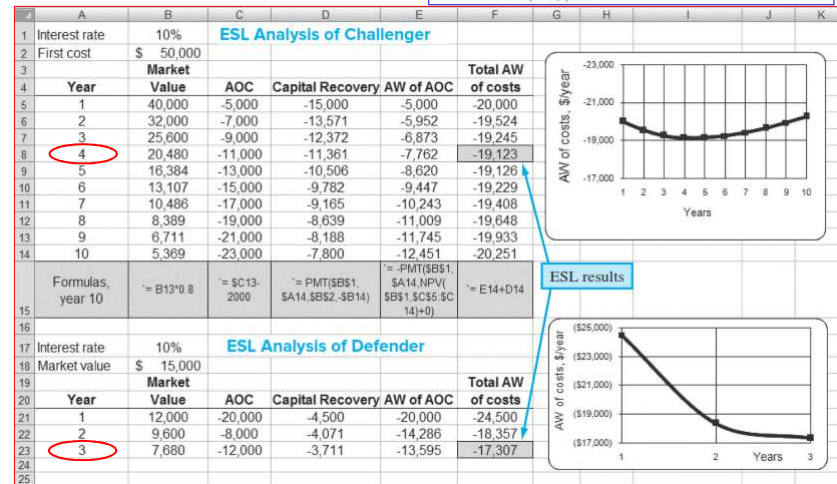 A B C D E F G H I J K
1 Interest rate 10% ESL Analysis of Challenger
2 First cost $ 50,000
3 Market Total AW
4 Year Value AOC Capital Recovery AW of AOC of costs
5 1 40,000 -5,000 -15,000 -5,000 -20,000
6 2 32,000 -7,000 -13,571 -5,952 -19,524
7 3 25,600 -9,000 -12,372 -6,873 -19,245
8 4 20,480 -11,000 -11,361 -7,762 -19,123
9 5 16,384 -13,000 -10,506 -8,620 -19,126
10 6 13,107 -15,000 -9,782 -9,447 -19,229
11 7 10,486 -17,000 -9,165 -10,243 -19,408
12 8 8,389 -19,000 -8,639 -11,009 -19,648
13 9 6,711 -21,000 -8,188 -11,745 -19,933
14 10 5,369 -23,000 -7,800 -12,451 -20,251
15
Formulas,
year 10
`= B13*0.8
`= $C13-
2000
`= PMT($B$1,
$A14,$B$2,-$B14)
`= -PMT($B$1,
$A14,NPV(
$B$1,$C$5:$C
14)+0)
`= E14+D14
AW of costs, $/year
-23,000
-21,000
-19,000
-17,000
1 2 3 4 5 6 7 8 9 10
Years
ESL results
16
17 Interest rate 10% ESL Analysis of Defender
18 Market value $ 15,000
19 Market Total AW
20 Year Value AOC Capital Recovery AW of AOC of costs
21 1 12,000 -20,000 -4,500 -20,000 -24,500
22 2 9,600 -8,000 -4,071 -14,286 -18,357
23 3 7,680 -12,000 -3,711 -13,595 -17,307
24
25
AW of costs, $/year
($25,000)
($23,000)
($21,000)
($19,000)
($17,000)
1 2 Years 3